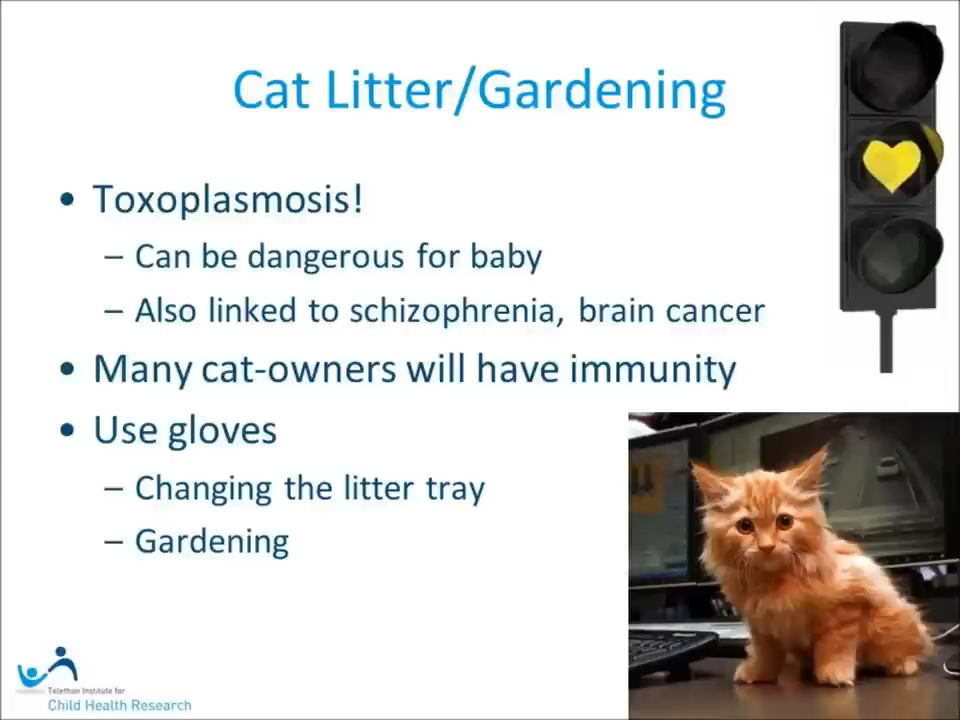 Cat Litter/Gardening
• Toxoplasmosis!
– Can be dangerous for baby
– Also linked to schizophrenia, brain cancer
• Many cat-owners will have immunity
• Use gloves
– Changing the litter tray
– Gardening
Telethon Institute for
Child Health Research